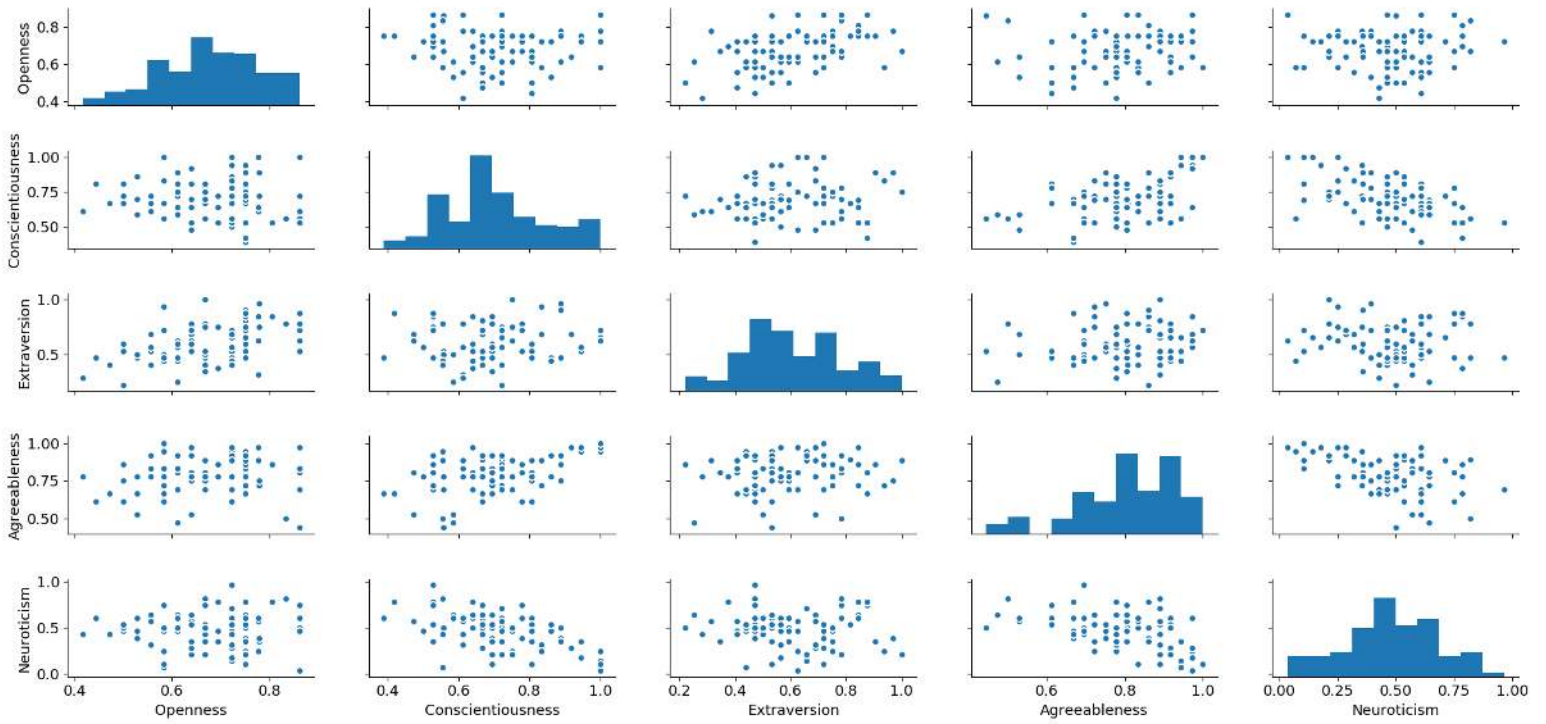 Openness
0.8
0.6
0.4
Conscientiousness
1.00
0.75
0.50
Extraversion
1.0
0.5
Agreeableness
1.00
0.75
0.50
Neuroticism
1.0
0.5
0.0
0.4 0.6 0.8 0.4 0.6 0.8 1.0 0.2 0.4 0.6 0.8 1.0 0.6 0.8 1.0 0.00 0.25 0.50 0.75 1.00
Openness Conscientiousness Extraversion Agreeableness Neuroticism